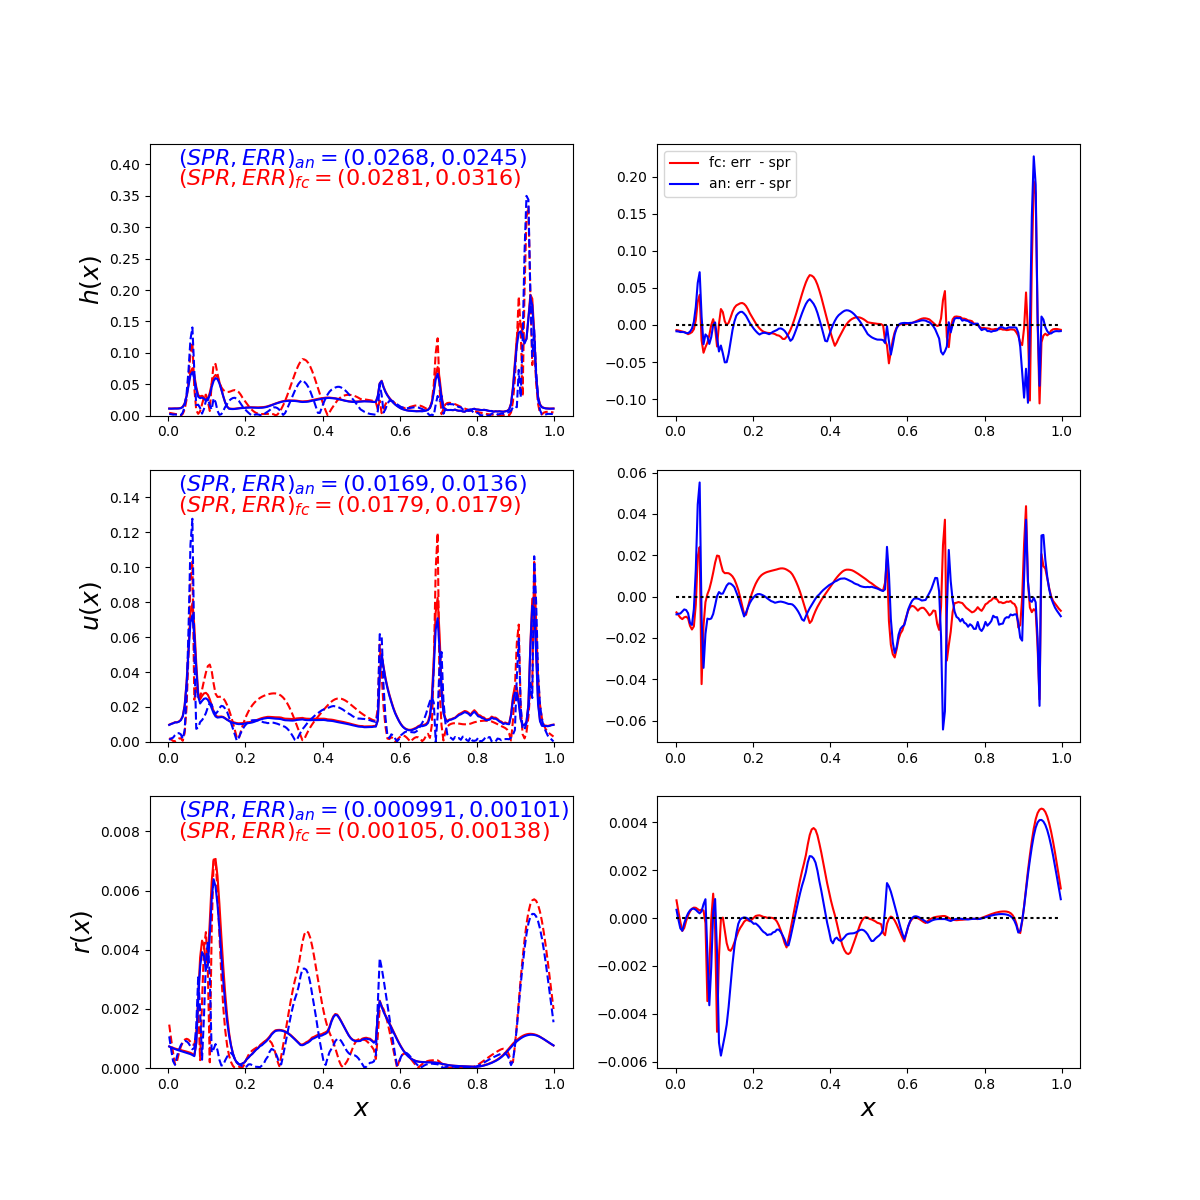 (SPR, ERR)an = (0.0268, 0.0245)
(SPR, ERR)fc = (0.0281, 0.0316)
h(x)
0.40
0.35
0.30
0.25
0.20
0.15
0.10
0.05
0.00
0.0 0.2 0.4 0.6 0.8 1.0
fc: err - spr
an: err - spr
0.20
0.15
0.10
0.05
0.00
−0.05
−0.10
0.0 0.2 0.4 0.6 0.8 1.0
(SPR, ERR)an = (0.0169, 0.0136)
(SPR, ERR)fc = (0.0179, 0.0179)
u(x)
0.14
0.12
0.10
0.08
0.06
0.04
0.02
0.00
0.0 0.2 0.4 0.6 0.8 1.0
0.06
0.04
0.02
0.00
−0.02
−0.04
−0.06
0.0 0.2 0.4 0.6 0.8 1.0
(SPR, ERR)an = (0.000991, 0.00101)
(SPR, ERR)fc = (0.00105, 0.00138)
r(x)
0.008
0.006
0.004
0.002
0.000
0.0 0.2 0.4 0.6 0.8 1.0
x
0.004
0.002
0.000
−0.002
−0.004
−0.006
0.0 0.2 0.4 0.6 0.8 1.0
x